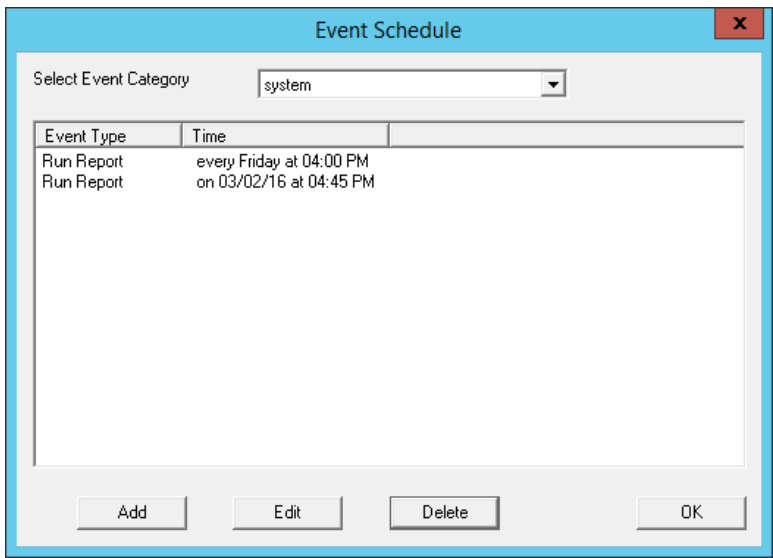 Event Schedule x
Select Event Category system
Event Type Time
Run Report every Friday at 04:00 PM
Run Report on 03/02/16 at 04:45 PM
Add Edit Delete OK